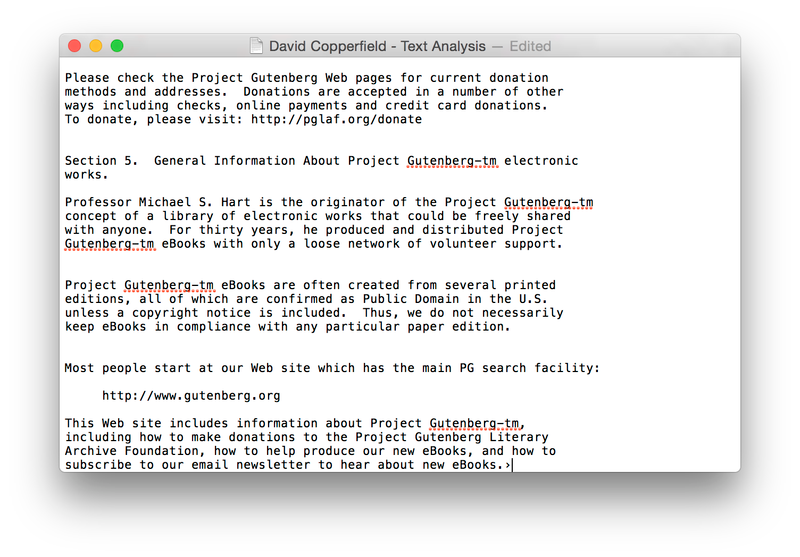 David Copperfield - Text Analysis — Edited
Please check the Project Gutenberg Web pages for current donation
methods and addresses.  Donations are accepted in a number of other
ways including checks, online payments and credit card donations.
To donate, please visit: http://pglaf.org/donate
Section 5.  General Information About Project Gutenberg-tm electronic
works.
Professor Michael S. Hart is the originator of the Project Gutenberg-tm
concept of a library of electronic works that could be freely shared
with anyone.  For thirty years, he produced and distributed Project
Gutenberg-tm eBooks with only a loose network of volunteer support.
Project Gutenberg-tm eBooks are often created from several printed
editions, all of which are confirmed as Public Domain in the U.S.
unless a copyright notice is included.  Thus, we do not necessarily
keep eBooks in compliance with any particular paper edition.
Most people start at our Web site which has the main PG search facility:
http://www.gutenberg.org
This Web site includes information about Project Gutenberg-tm,
including how to make donations to the Project Gutenberg Literary
Archive Foundation, how to help produce our new eBooks, and how to
subscribe to our email newsletter to hear about new eBooks.›